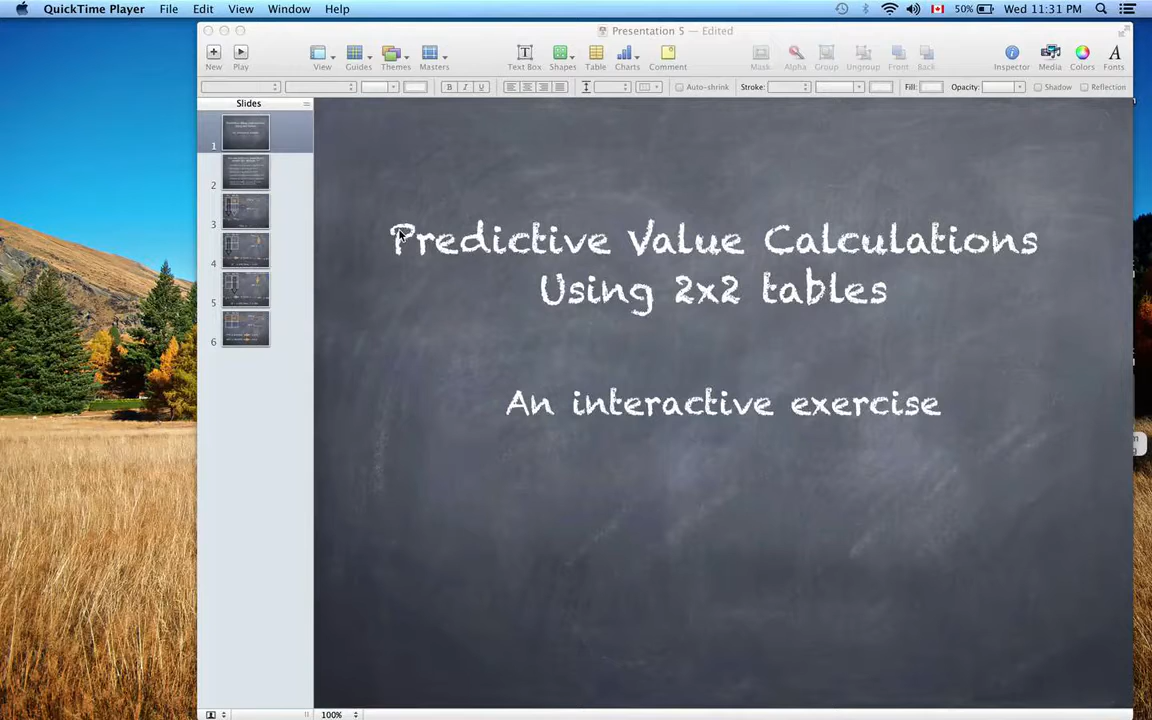 QuickTime Player File Edit View Window Help 50% Wed 11:31 PM
Presentation 5 — Edited
New Play View Guides Themes Masters Text Box Shapes Table Charts Comment Mask Alpha Group Ungroup Front Back Inspector Media Colors Fonts
B I U Auto-shrink Stroke: Fill: Opacity: Shadow Reflection
Slides
1
2
3
4
5
6
Predictive Value Calculations
Using 2x2 tables
An interactive exercise
100%